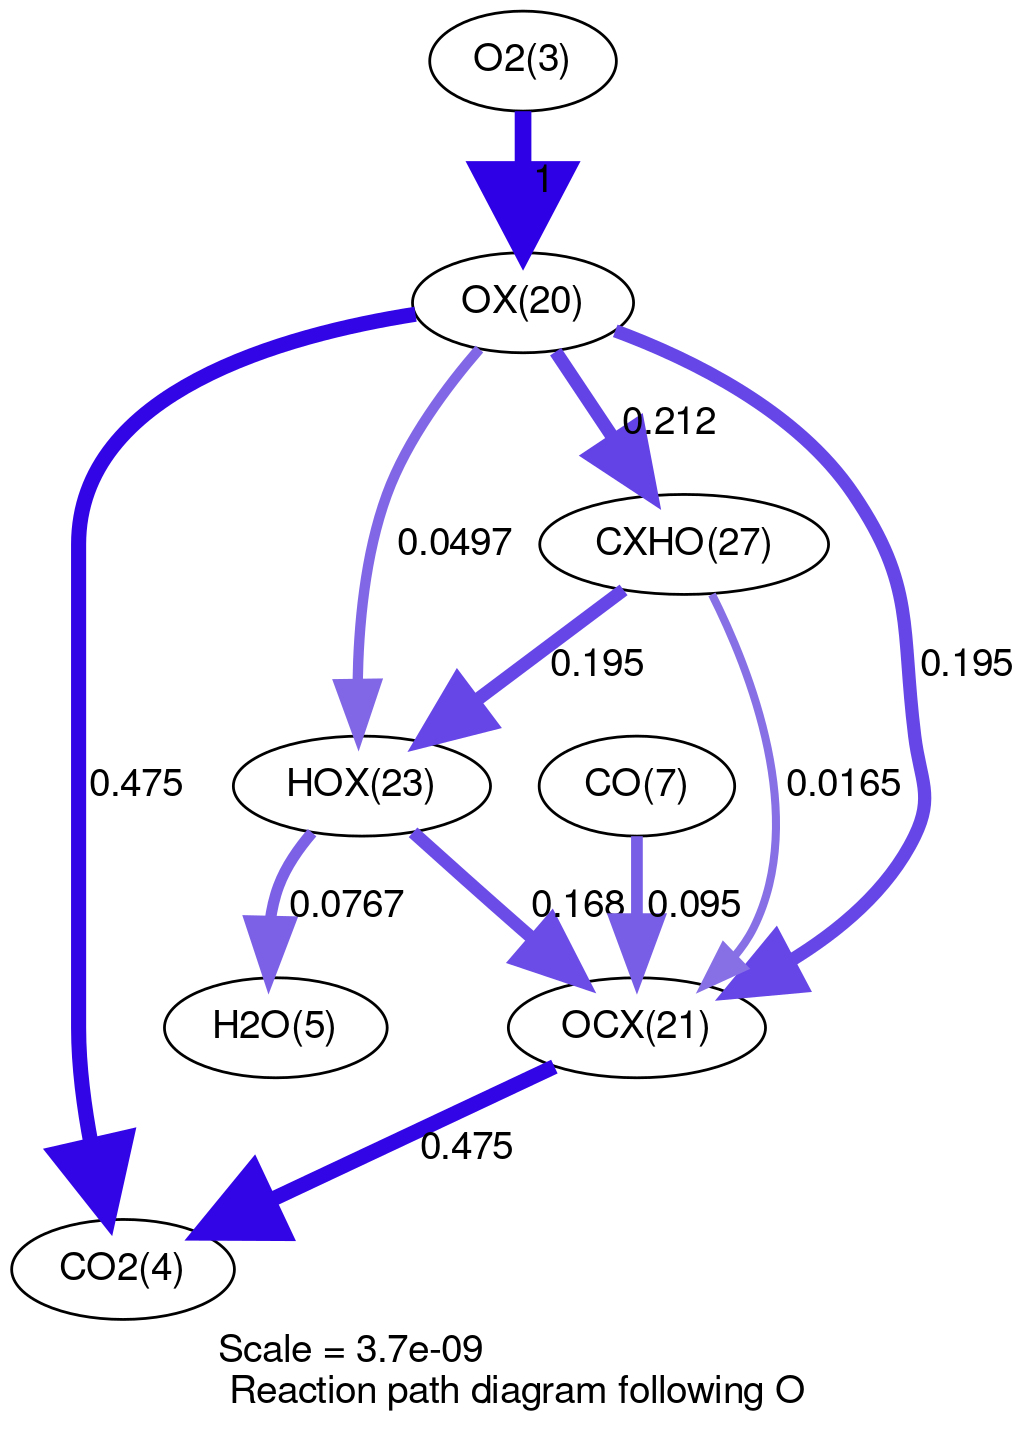 O2(3)
1
OX(20)
0.212
0.0497
CXHO(27)
0.195
0.195
HOX(23)
CO(7)
0.0165
0.475
0.0767
0.168
0.095
H2O(5)
OCX(21)
0.475
CO2(4)
Scale = 3.7e-09
Reaction path diagram following O